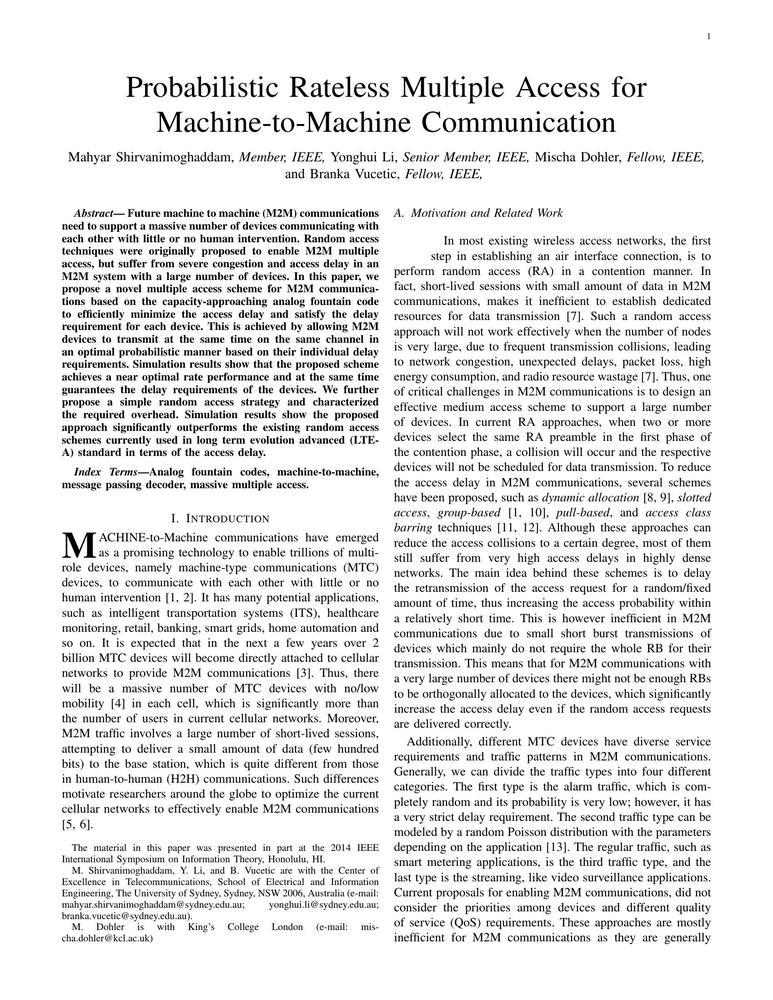 1
Probabilistic Rateless Multiple Access for
Machine-to-Machine Communication
Mahyar Shirvanimoghaddam, Member, IEEE, Yonghui Li, Senior Member, IEEE, Mischa Dohler, Fellow, IEEE,
and Branka Vucetic, Fellow, IEEE,
Abstract— Future machine to machine (M2M) communications
need to support a massive number of devices communicating with
each other with little or no human intervention. Random access
techniques were originally proposed to enable M2M multiple
access, but suffer from severe congestion and access delay in an
M2M system with a large number of devices. In this paper, we
propose a novel multiple access scheme for M2M communica-
tions based on the capacity-approaching analog fountain code
to efficiently minimize the access delay and satisfy the delay
requirement for each device. This is achieved by allowing M2M
devices to transmit at the same time on the same channel in
an optimal probabilistic manner based on their individual delay
requirements. Simulation results show that the proposed scheme
achieves a near optimal rate performance and at the same time
guarantees the delay requirements of the devices. We further
propose a simple random access strategy and characterized
the required overhead. Simulation results show the proposed
approach significantly outperforms the existing random access
schemes currently used in long term evolution advanced (LTE-
A) standard in terms of the access delay.
Index Terms—Analog fountain codes, machine-to-machine,
message passing decoder, massive multiple access.
I. INTRODUCTION
MACHINE-to-Machine communications have emerged
as a promising technology to enable trillions of multi-
role devices, namely machine-type communications (MTC)
devices, to communicate with each other with little or no
human intervention [1, 2]. It has many potential applications,
such as intelligent transportation systems (ITS), healthcare
monitoring, retail, banking, smart grids, home automation and
so on. It is expected that in the next a few years over 2
billion MTC devices will become directly attached to cellular
networks to provide M2M communications [3]. Thus, there
will be a massive number of MTC devices with no/low
mobility [4] in each cell, which is significantly more than
the number of users in current cellular networks. Moreover,
M2M traffic involves a large number of short-lived sessions,
attempting to deliver a small amount of data (few hundred
bits) to the base station, which is quite different from those
in human-to-human (H2H) communications. Such differences
motivate researchers around the globe to optimize the current
cellular networks to effectively enable M2M communications
[5, 6].
The material in this paper was presented in part at the 2014 IEEE
International Symposium on Information Theory, Honolulu, HI.
M. Shirvanimoghaddam, Y. Li, and B. Vucetic are with the Center of
Excellence in Telecommunications, School of Electrical and Information
Engineering, The University of Sydney, Sydney, NSW 2006, Australia (e-mail:
mahyar.shirvanimoghaddam@sydney.edu.au; yonghui.li@sydney.edu.au;
branka.vucetic@sydney.edu.au).
M. Dohler is with King's College London (e-mail: mis-
cha.dohler@kcl.ac.uk)
A. Motivation and Related Work
In most existing wireless access networks, the first
step in establishing an air interface connection, is to
perform random access (RA) in a contention manner. In
fact, short-lived sessions with small amount of data in M2M
communications, makes it inefficient to establish dedicated
resources for data transmission [7]. Such a random access
approach will not work effectively when the number of nodes
is very large, due to frequent transmission collisions, leading
to network congestion, unexpected delays, packet loss, high
energy consumption, and radio resource wastage [7]. Thus, one
of critical challenges in M2M communications is to design an
effective medium access scheme to support a large number
of devices. In current RA approaches, when two or more
devices select the same RA preamble in the first phase of
the contention phase, a collision will occur and the respective
devices will not be scheduled for data transmission. To reduce
the access delay in M2M communications, several schemes
have been proposed, such as dynamic allocation [8, 9], slotted
access, group-based [1, 10], pull-based, and access class
barring techniques [11, 12]. Although these approaches can
reduce the access collisions to a certain degree, most of them
still suffer from very high access delays in highly dense
networks. The main idea behind these schemes is to delay
the retransmission of the access request for a random/fixed
amount of time, thus increasing the access probability within
a relatively short time. This is however inefficient in M2M
communications due to small short burst transmissions of
devices which mainly do not require the whole RB for their
transmission. This means that for M2M communications with
a very large number of devices there might not be enough RBs
to be orthogonally allocated to the devices, which significantly
increase the access delay even if the random access requests
are delivered correctly.
Additionally, different MTC devices have diverse service
requirements and traffic patterns in M2M communications.
Generally, we can divide the traffic types into four different
categories. The first type is the alarm traffic, which is com-
pletely random and its probability is very low; however, it has
a very strict delay requirement. The second traffic type can be
modeled by a random Poisson distribution with the parameters
depending on the application [13]. The regular traffic, such as
smart metering applications, is the third traffic type, and the
last type is the streaming, like video surveillance applications.
Current proposals for enabling M2M communications, did not
consider the priorities among devices and different quality
of service (QoS) requirements. These approaches are mostly
inefficient for M2M communications as they are generally